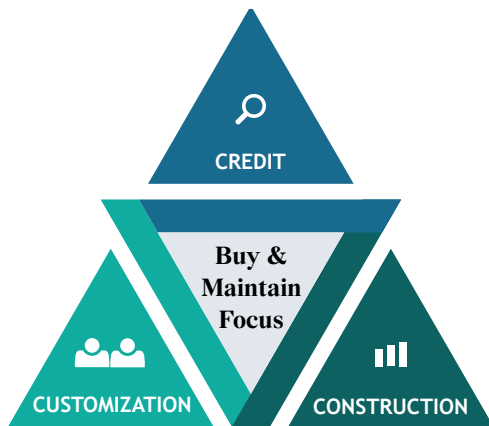 CREDIT
Buy &
Maintain
Focus
CUSTOMIZATION
CONSTRUCTION